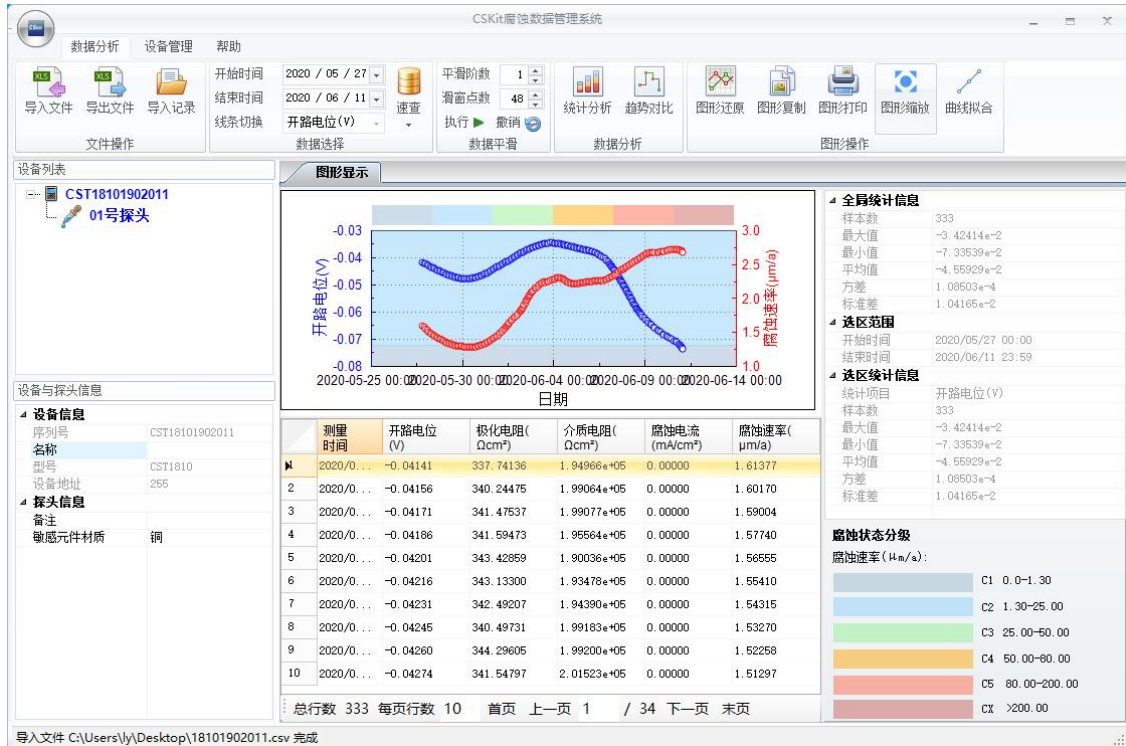 CSKit腐蚀数据管理系统
数据分析 设备管理 帮助
导入文件 导出文件 导入记录
文件操作
开始时间 2020 / 05 / 27
结束时间 2020 / 06 / 11
线条切换 开路电位(V)
速查
数据选择
平滑阶数 1
滑窗点数 48
执行 撤消
数据平滑
统计分析 趋势对比
数据分析
图形还原 图形复制 图形打印 图形缩放 曲线拟合
图形操作
设备列表
CST18101902011
01号探头
设备与探头信息
设备信息
序列号 CST18101902011
名称
型号 CST1810
设备地址 255
探头信息
备注
敏感元件材质 铜
图形显示
开路电位(V)
-0.03
-0.04
-0.05
-0.06
-0.07
-0.08
3.0
2.5
2.0
1.5
1.0
腐蚀速率(μm/a)
2020-05-25 00:00 2020-05-30 00:00 2020-06-04 00:00 2020-06-09 00:00 2020-06-14 00:00
日期
测量时间 开路电位(V) 极化电阻(Ωcm²) 介质电阻(Ωcm²) 腐蚀电流(mA/cm²) 腐蚀速率(μm/a)
2020/0... -0.04141 337.74136 1.94966e+05 0.00000 1.61377
2 2020/0... -0.04156 340.24475 1.99064e+05 0.00000 1.60170
3 2020/0... -0.04171 341.47537 1.99077e+05 0.00000 1.59004
4 2020/0... -0.04186 341.59473 1.95564e+05 0.00000 1.57740
5 2020/0... -0.04201 343.42859 1.90036e+05 0.00000 1.56555
6 2020/0... -0.04216 343.13300 1.93478e+05 0.00000 1.55410
7 2020/0... -0.04231 342.49207 1.94390e+05 0.00000 1.54315
8 2020/0... -0.04245 340.49731 1.99183e+05 0.00000 1.53270
9 2020/0... -0.04260 344.29605 1.99200e+05 0.00000 1.52258
10 2020/0... -0.04274 341.54797 2.01523e+05 0.00000 1.51297
总行数 333 每页行数 10 首页 上一页 1 / 34 下一页 末页
全局统计信息
样本数 333
最大值 -3.42414e-2
最小值 -7.33539e-2
平均值 -4.55929e-2
方差 1.08503e-4
标准差 1.04165e-2
选区范围
开始时间 2020/05/27 00:00
结束时间 2020/06/11 23:59
选区统计信息
统计项目 开路电位(V)
样本数 333
最大值 -3.42414e-2
最小值 -7.33539e-2
平均值 -4.55929e-2
方差 1.08503e-4
标准差 1.04165e-2
腐蚀状态分级
腐蚀速率(μm/a):
C1 0.0-1.30
C2 1.30-25.00
C3 25.00-50.00
C4 50.00-80.00
C5 80.00-200.00
CX >200.00
导入文件 C:\Users\ly\Desktop\18101902011.csv 完成